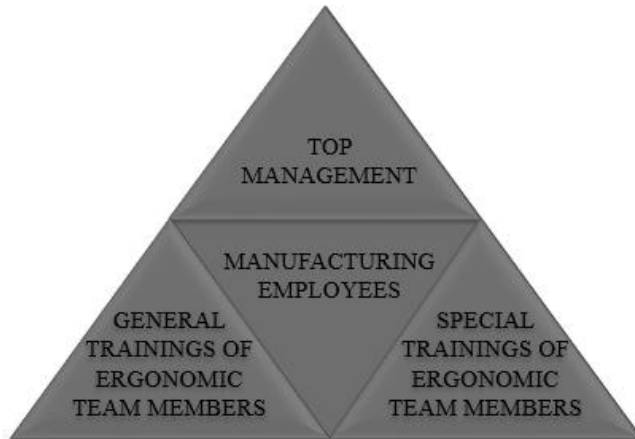 TOP
MANAGEMENT
MANUFACTURING
EMPLOYEES
GENERAL
TRAININGS OF
ERGONOMIC
TEAM MEMBERS
SPECIAL
TRAININGS OF
ERGONOMIC
TEAM MEMBERS